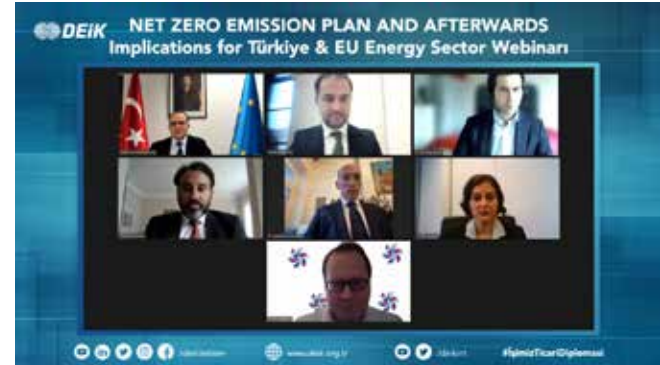 DEİK
NET ZERO EMISSION PLAN AND AFTERWARDS
Implications for Türkiye & EU Energy Sector Webinarı
www.deik.org.tr
#İşimizTicariDiplomasi